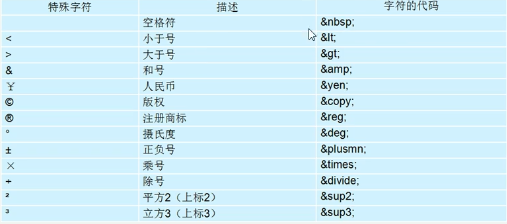 特殊字符 描述 字符的代码
空格符 &nbsp;
< 小于号 &lt;
> 大于号 &gt;
& 和号 &amp;
¥ 人民币 &yen;
© 版权 &copy;
® 注册商标 &reg;
° 摄氏度 &deg;
± 正负号 &plusmn;
× 乘号 &times;
÷ 除号 &divide;
² 平方2（上标2） &sup2;
³ 立方3（上标3） &sup3;